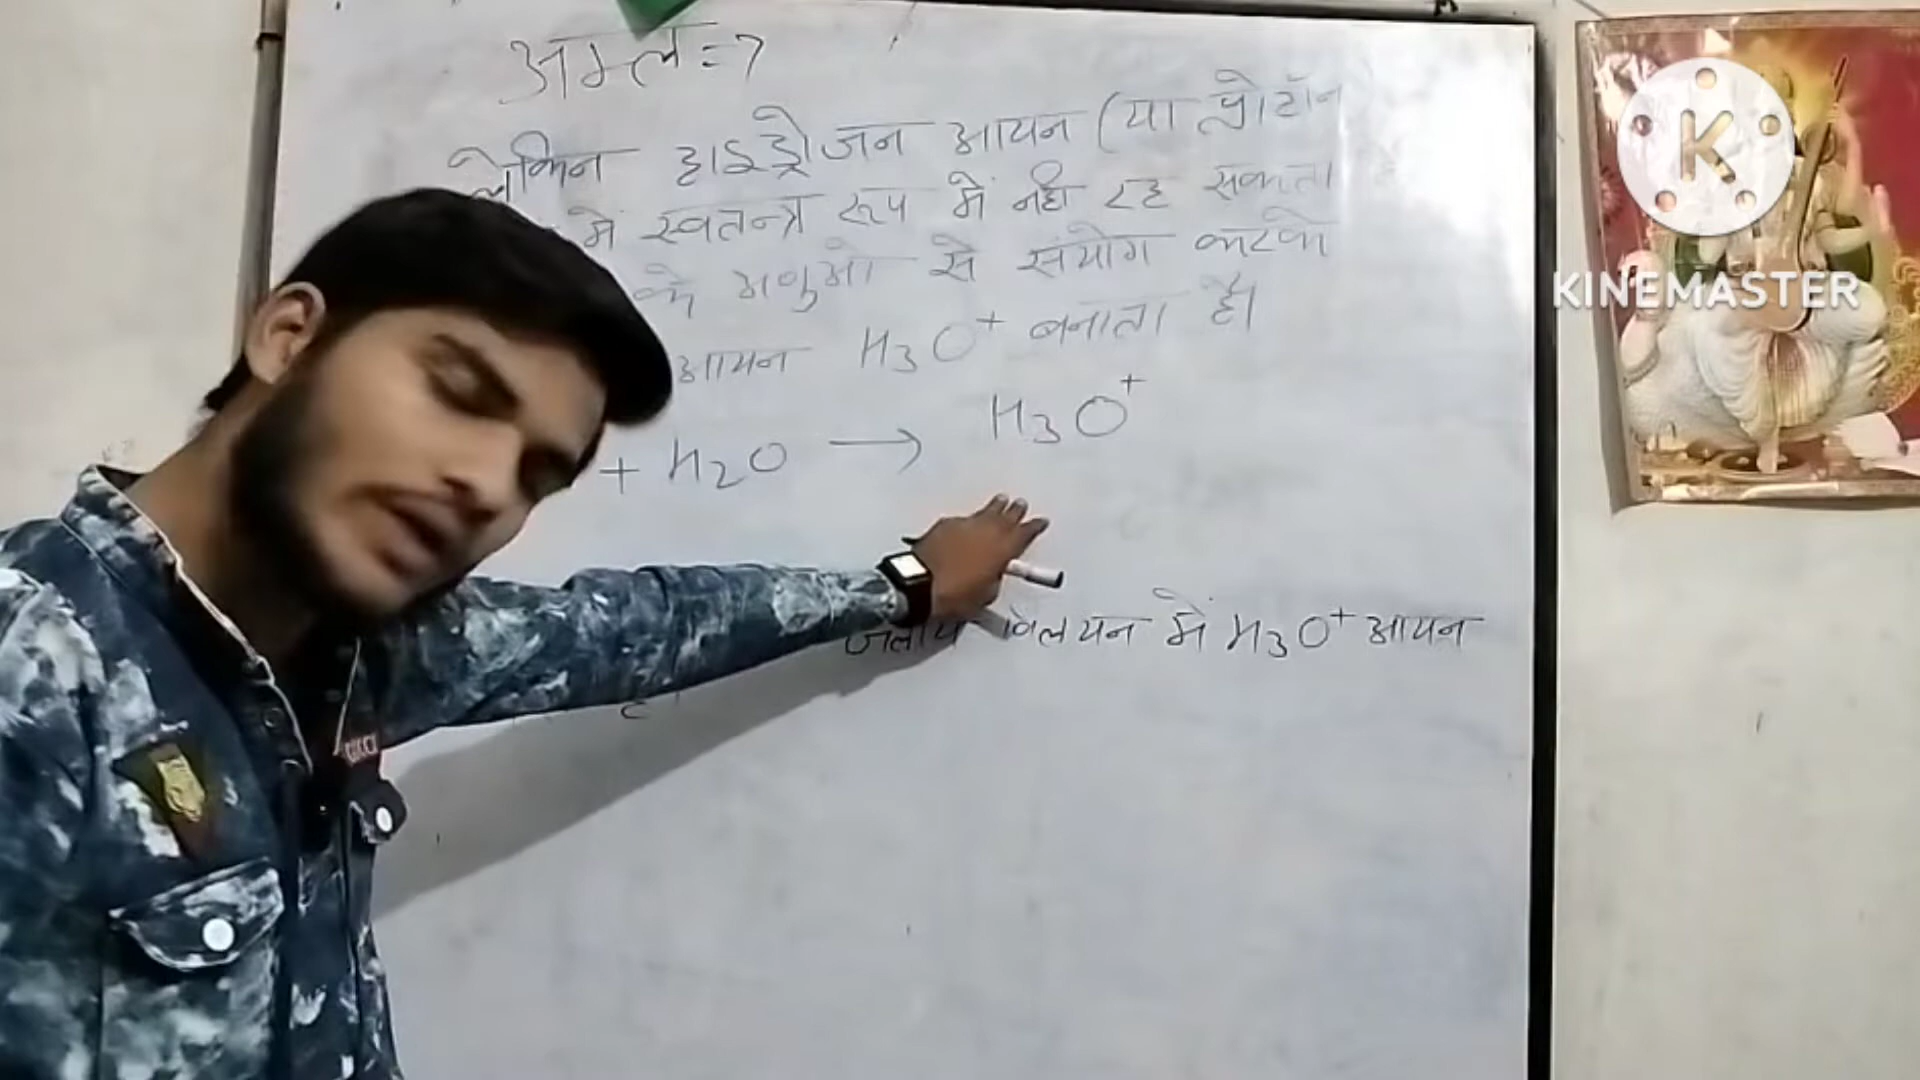 अम्ल :→
लेकिन हाइड्रोजन आयन (या प्रोटॉन
में स्वतन्त्र रूप में नही रह सकता
के अणुओ से संयोग करके
आयन H3O+ बनाता है।
+ H2O → H3O+
जलीय विलयन में H3O+ आयन
K
KINEMASTER
GUCCI